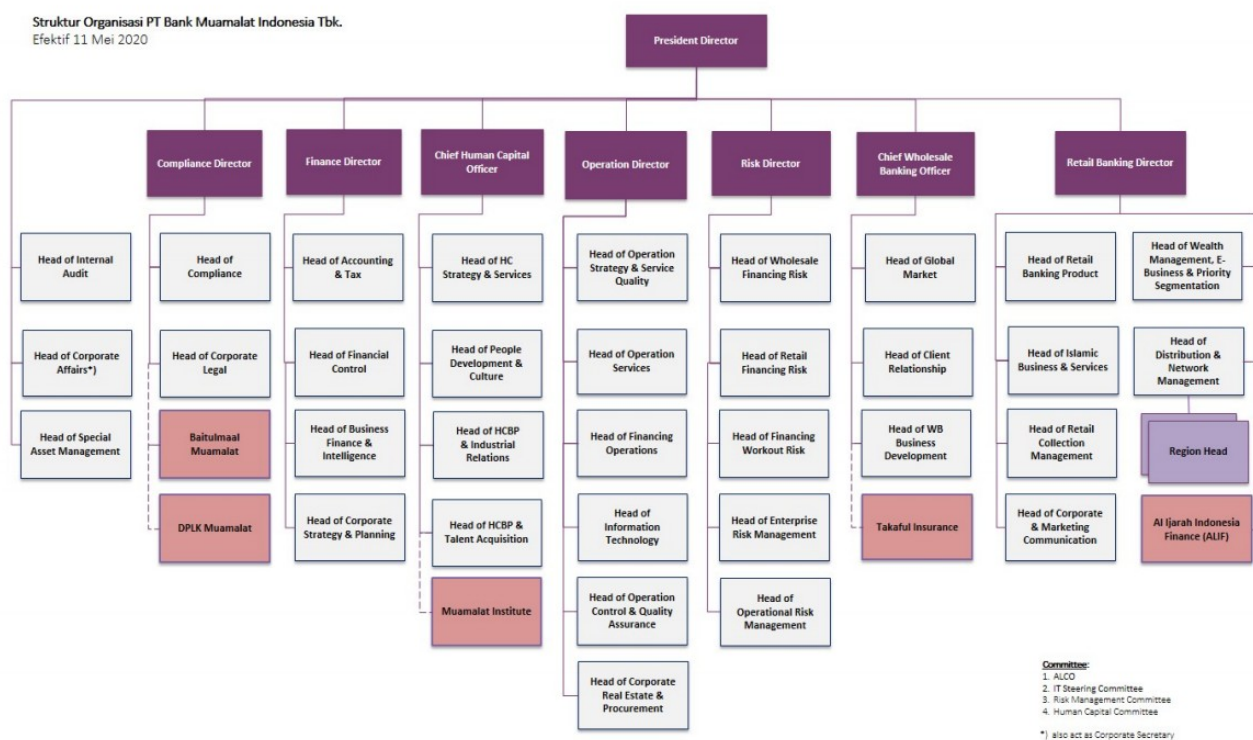 Struktur Organisasi PT Bank Muamalat Indonesia Tbk.
Efektif 11 Mei 2020
President Director
Compliance Director
Finance Director
Chief Human Capital
Officer
Operation Director
Risk Director
Chief Wholesale
Banking Officer
Retail Banking Director
Head of Internal
Audit
Head of Corporate
Affairs*)
Head of Special
Asset Management
Head of
Compliance
Head of Corporate
Legal
Baitulmaal
Muamalat
DPLK Muamalat
Head of Accounting
& Tax
Head of Financial
Control
Head of Business
Finance &
Intelligence
Head of Corporate
Strategy & Planning
Head of HC
Strategy & Services
Head of People
Development &
Culture
Head of HCBP
& Industrial
Relations
Head of HCBP &
Talent Acquisition
Muamalat Institute
Head of Operation
Strategy & Service
Quality
Head of Operation
Services
Head of Financing
Operations
Head of
Information
Technology
Head of Operation
Control & Quality
Assurance
Head of Corporate
Real Estate &
Procurement
Head of Wholesale
Financing Risk
Head of Retail
Financing Risk
Head of Financing
Workout Risk
Head of Enterprise
Risk Management
Head of
Operational Risk
Management
Head of Global
Market
Head of Client
Relationship
Head of WB
Business
Development
Takaful Insurance
Head of Retail
Banking Product
Head of Islamic
Business & Services
Head of Retail
Collection
Management
Head of Corporate
& Marketing
Communication
Head of Wealth
Management, E-
Business & Priority
Segmentation
Head of
Distribution &
Network
Management
Region Head
Al Ijarah Indonesia
Finance (ALIF)
Committee:
1. ALCO
2. IT Steering Committee
3. Risk Management Committee
4. Human Capital Committee
*) also act as Corporate Secretary